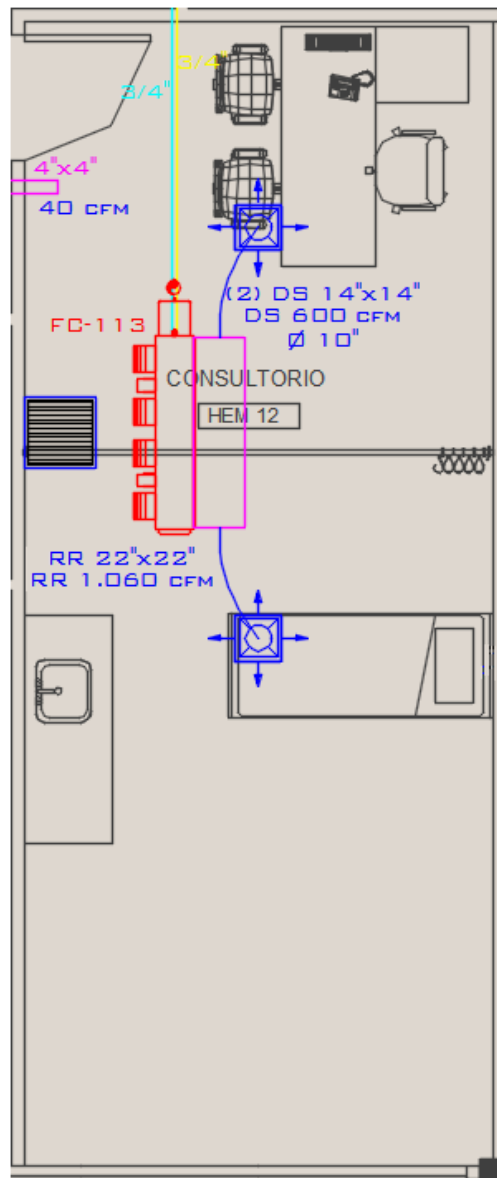 3/4"
3/4"
4"x4"
40 CFM
(2) DS 14"x14"
DS 600 CFM
Ø 10"
FC-113
CONSULTORIO
HEM 12
RR 22"x22"
RR 1.060 CFM